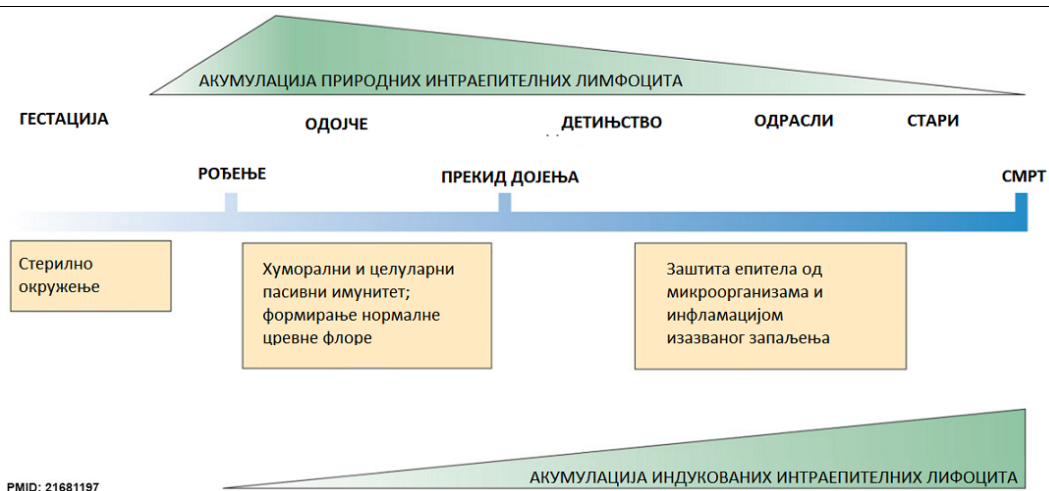 АКУМУЛАЦИЈА ПРИРОДНИХ ИНТРАЕПИТЕЛНИХ ЛИМФОЦИТА
ГЕСТАЦИЈА
ОДОЈЧЕ
ДЕТИЊСТВО
ОДРАСЛИ
СТАРИ
РОЂЕЊЕ
ПРЕКИД ДОЈЕЊА
СМРТ
Стерилно
окружење
Хуморални и целуларни
пасивни имунитет;
формирање нормалне
цревне флоре
Заштита епитела од
микроорганизама и
инфламацијом
изазваног запаљења
АКУМУЛАЦИЈА ИНДУКОВАНИХ ИНТРАЕПИТЕЛНИХ ЛИФОЦИТА
PMID: 21681197